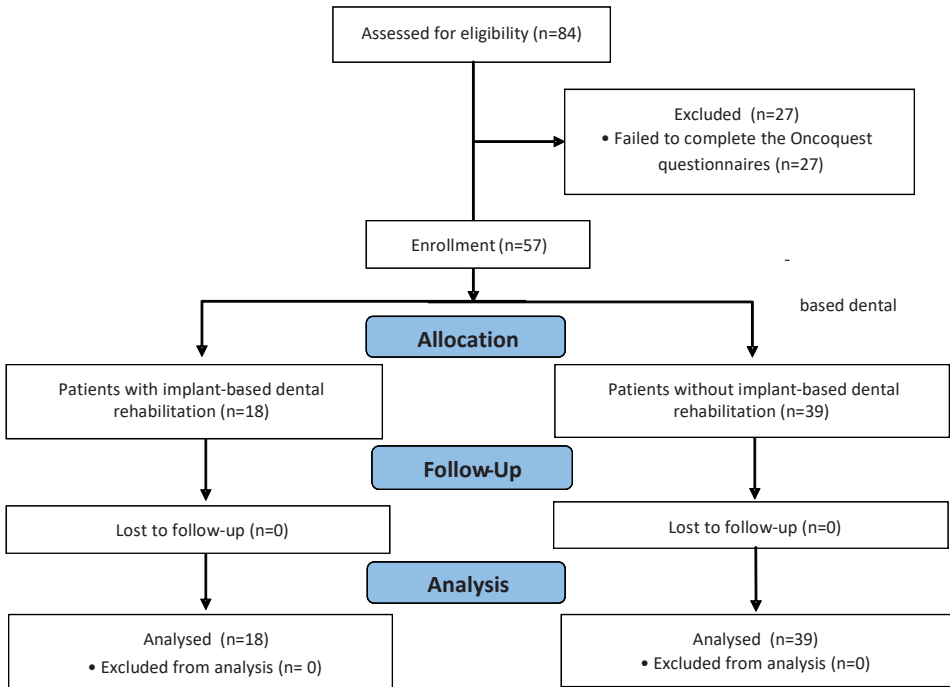 Assessed for eligibility (n=84)
Excluded (n=27)
• Failed to complete the Oncoquest
questionnaires (n=27)
Enrollment (n=57)
-
based dental
Allocation
Patients with implant-based dental
rehabilitation (n=18)
Patients without implant-based dental
rehabilitation (n=39)
Follow-Up
Lost to follow-up (n=0)
Lost to follow-up (n=0)
Analysis
Analysed (n=18)
• Excluded from analysis (n= 0)
Analysed (n=39)
• Excluded from analysis (n=0)